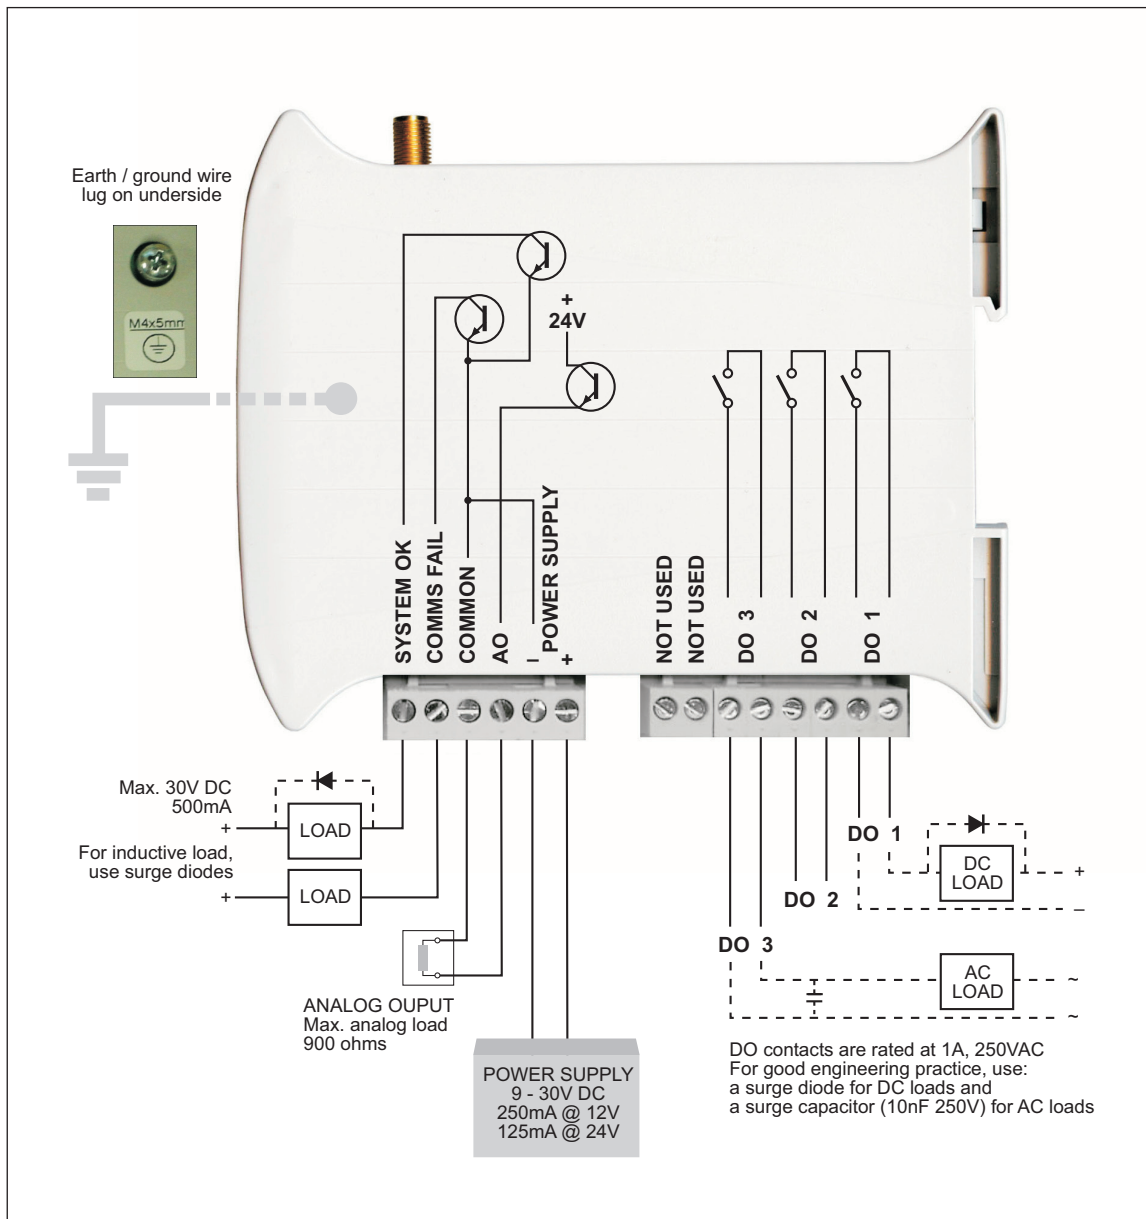 Earth / ground wire
lug on underside
M4x5mm
+
24V
SYSTEM OK
COMMS FAIL
COMMON
AO
–
POWER SUPPLY
+
NOT USED
NOT USED
DO 3
DO 2
DO 1
Max. 30V DC
500mA
+
LOAD
For inductive load,
use surge diodes
+
LOAD
DO 1
DC
LOAD
+
–
DO 2
DO 3
AC
LOAD
~
~
ANALOG OUPUT
Max. analog load
900 ohms
POWER SUPPLY
9 - 30V DC
250mA @ 12V
125mA @ 24V
DO contacts are rated at 1A, 250VAC
For good engineering practice, use:
a surge diode for DC loads and
a surge capacitor (10nF 250V) for AC loads